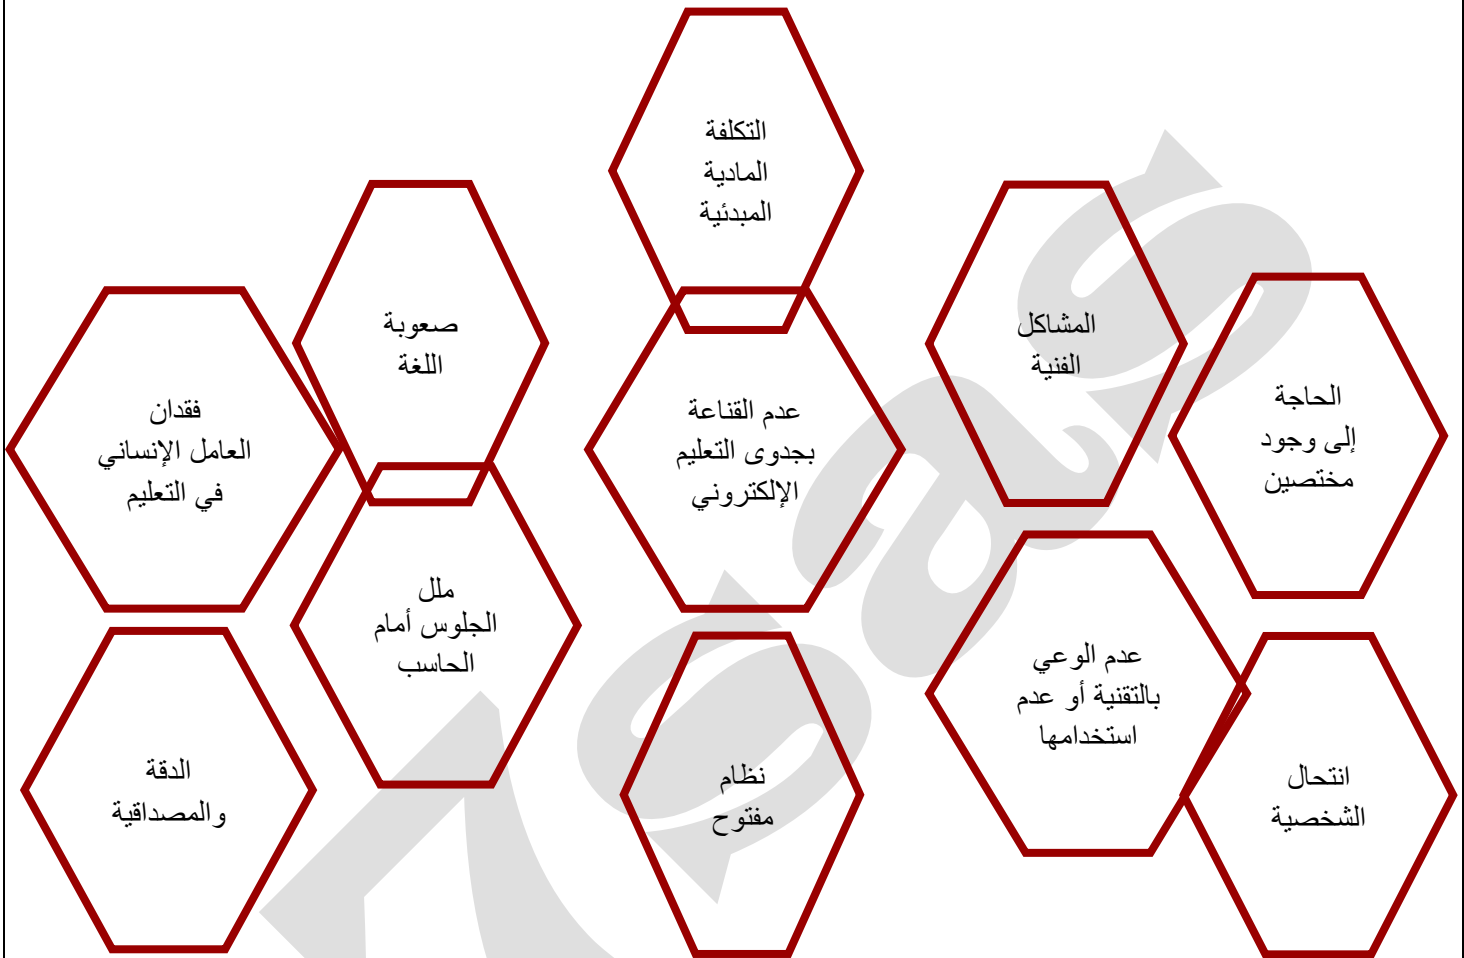 التكلفة
المادية
المبدئية
المشاكل
الفنية
صعوبة
اللغة
الحاجة
إلى وجود
مختصين
عدم القناعة
بجدوى التعليم
الإلكتروني
فقدان
العامل الإنساني
في التعليم
ملل
الجلوس أمام
الحاسب
عدم الوعي
بالتقنية أو عدم
استخدامها
انتحال
الشخصية
نظام
مفتوح
الدقة
والمصداقية